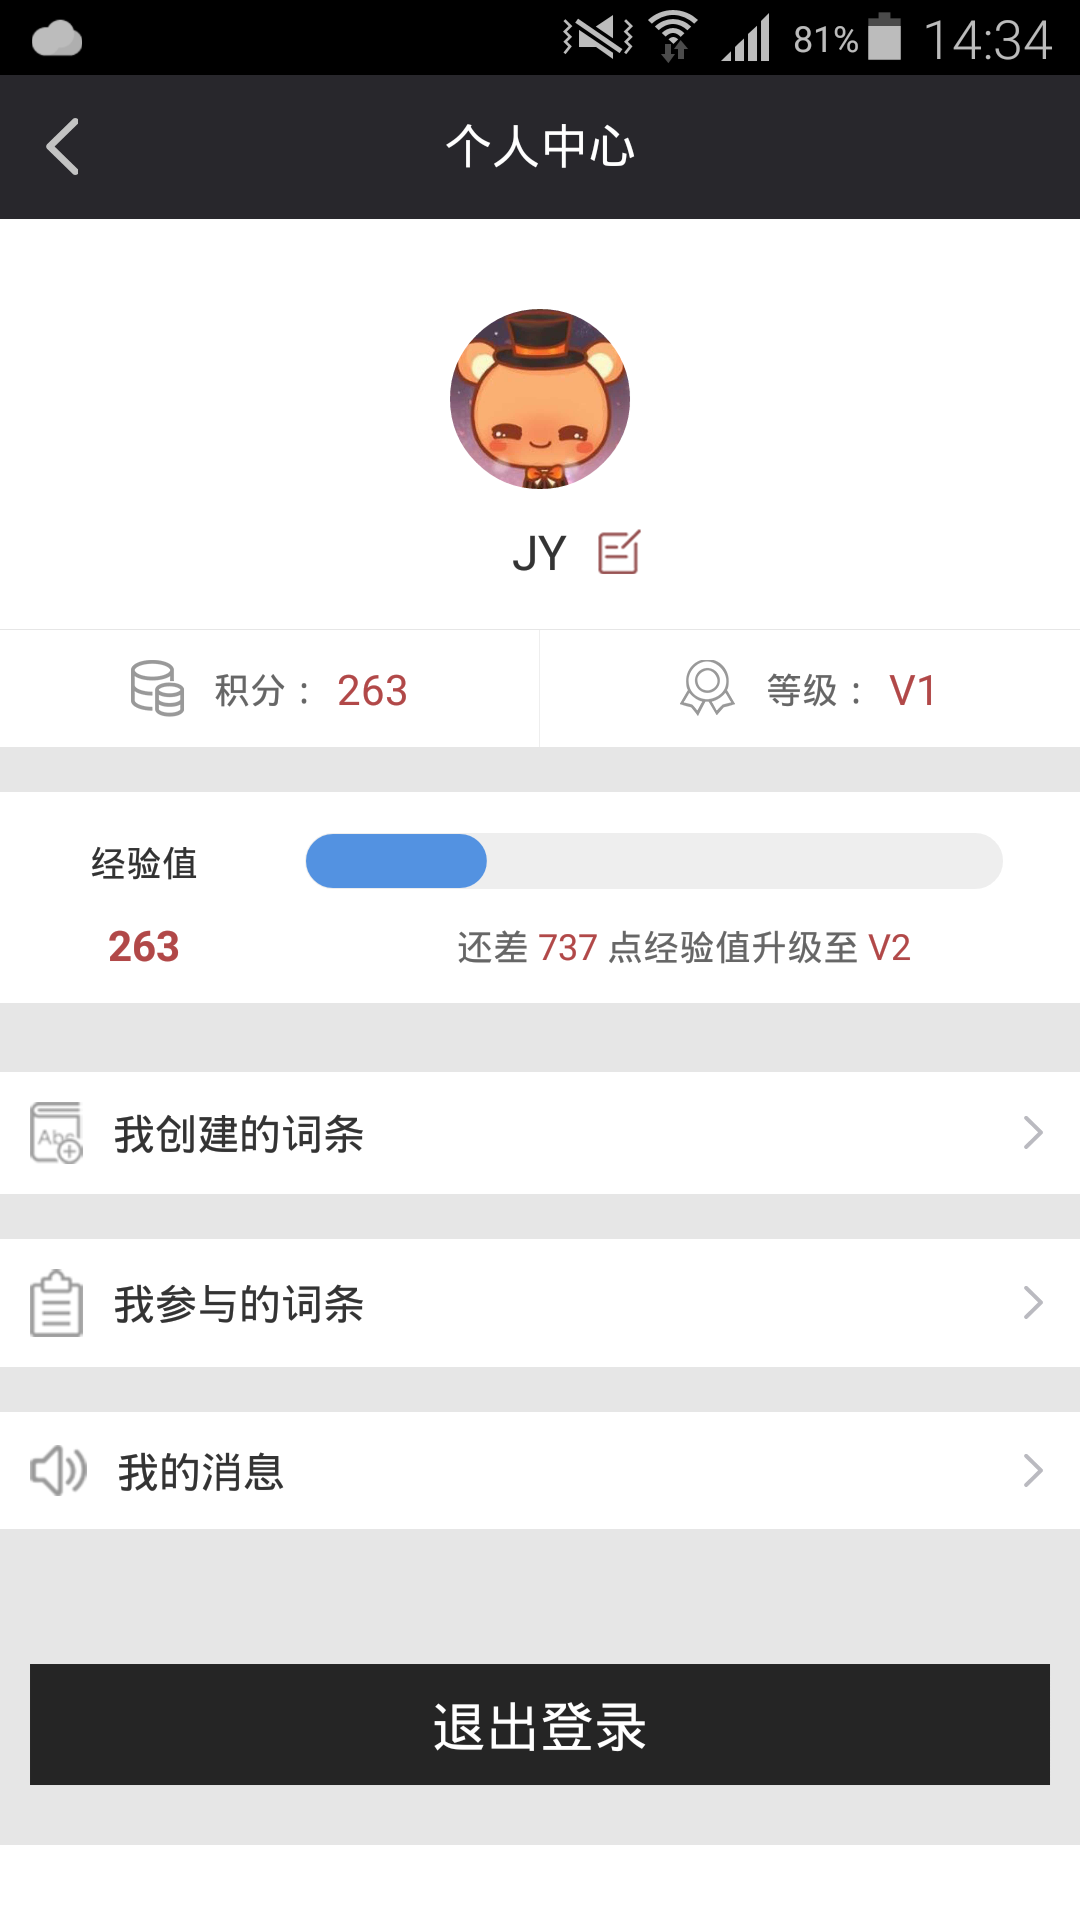 81% 14:34
个人中心
JY
积分： 263 等级： V1
经验值
263 还差 737 点经验值升级至 V2
Abc 我创建的词条
我参与的词条
我的消息
退出登录